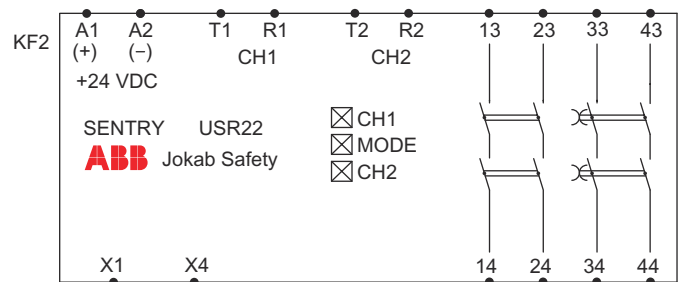 KF2
A1 A2 T1 R1 T2 R2 13 23 33 43
(+) (–) CH1 CH2
+24 VDC
SENTRY USR22
ABB Jokab Safety
CH1
MODE
CH2
X1 X4 14 24 34 44